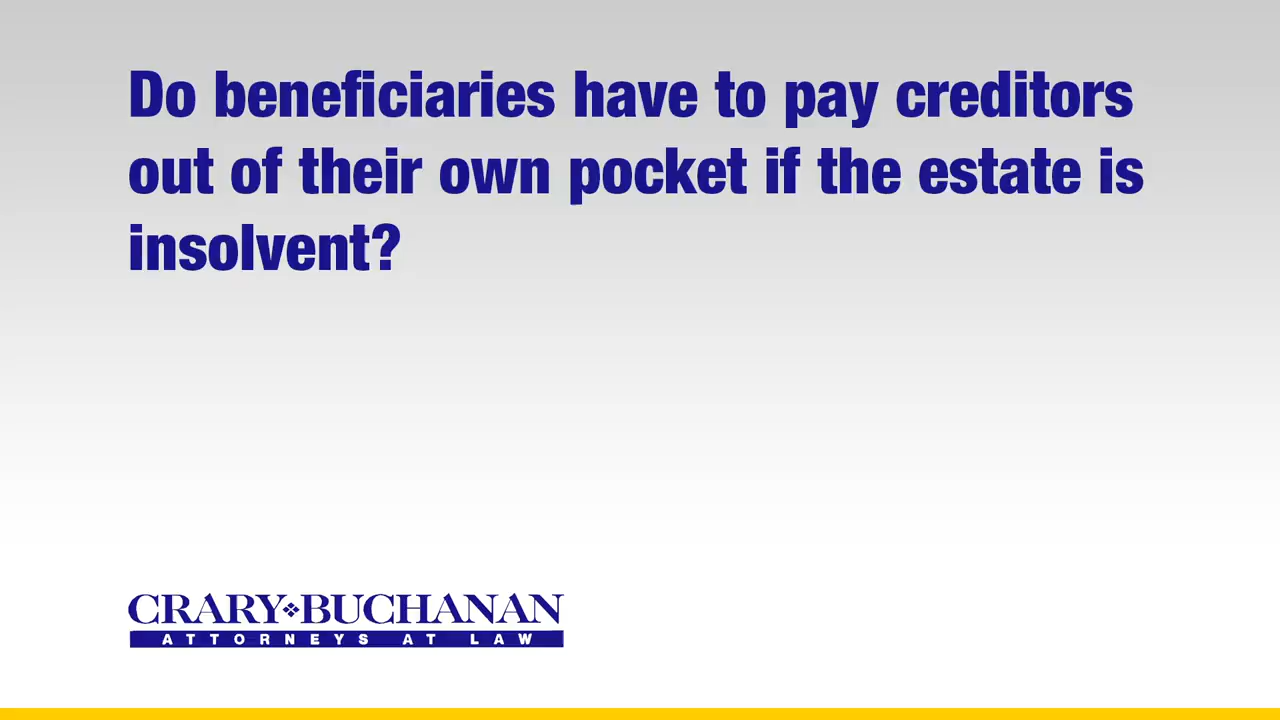 Do beneficiaries have to pay creditors
out of their own pocket if the estate is
insolvent?
CRARY BUCHANAN
ATTORNEYS AT LAW